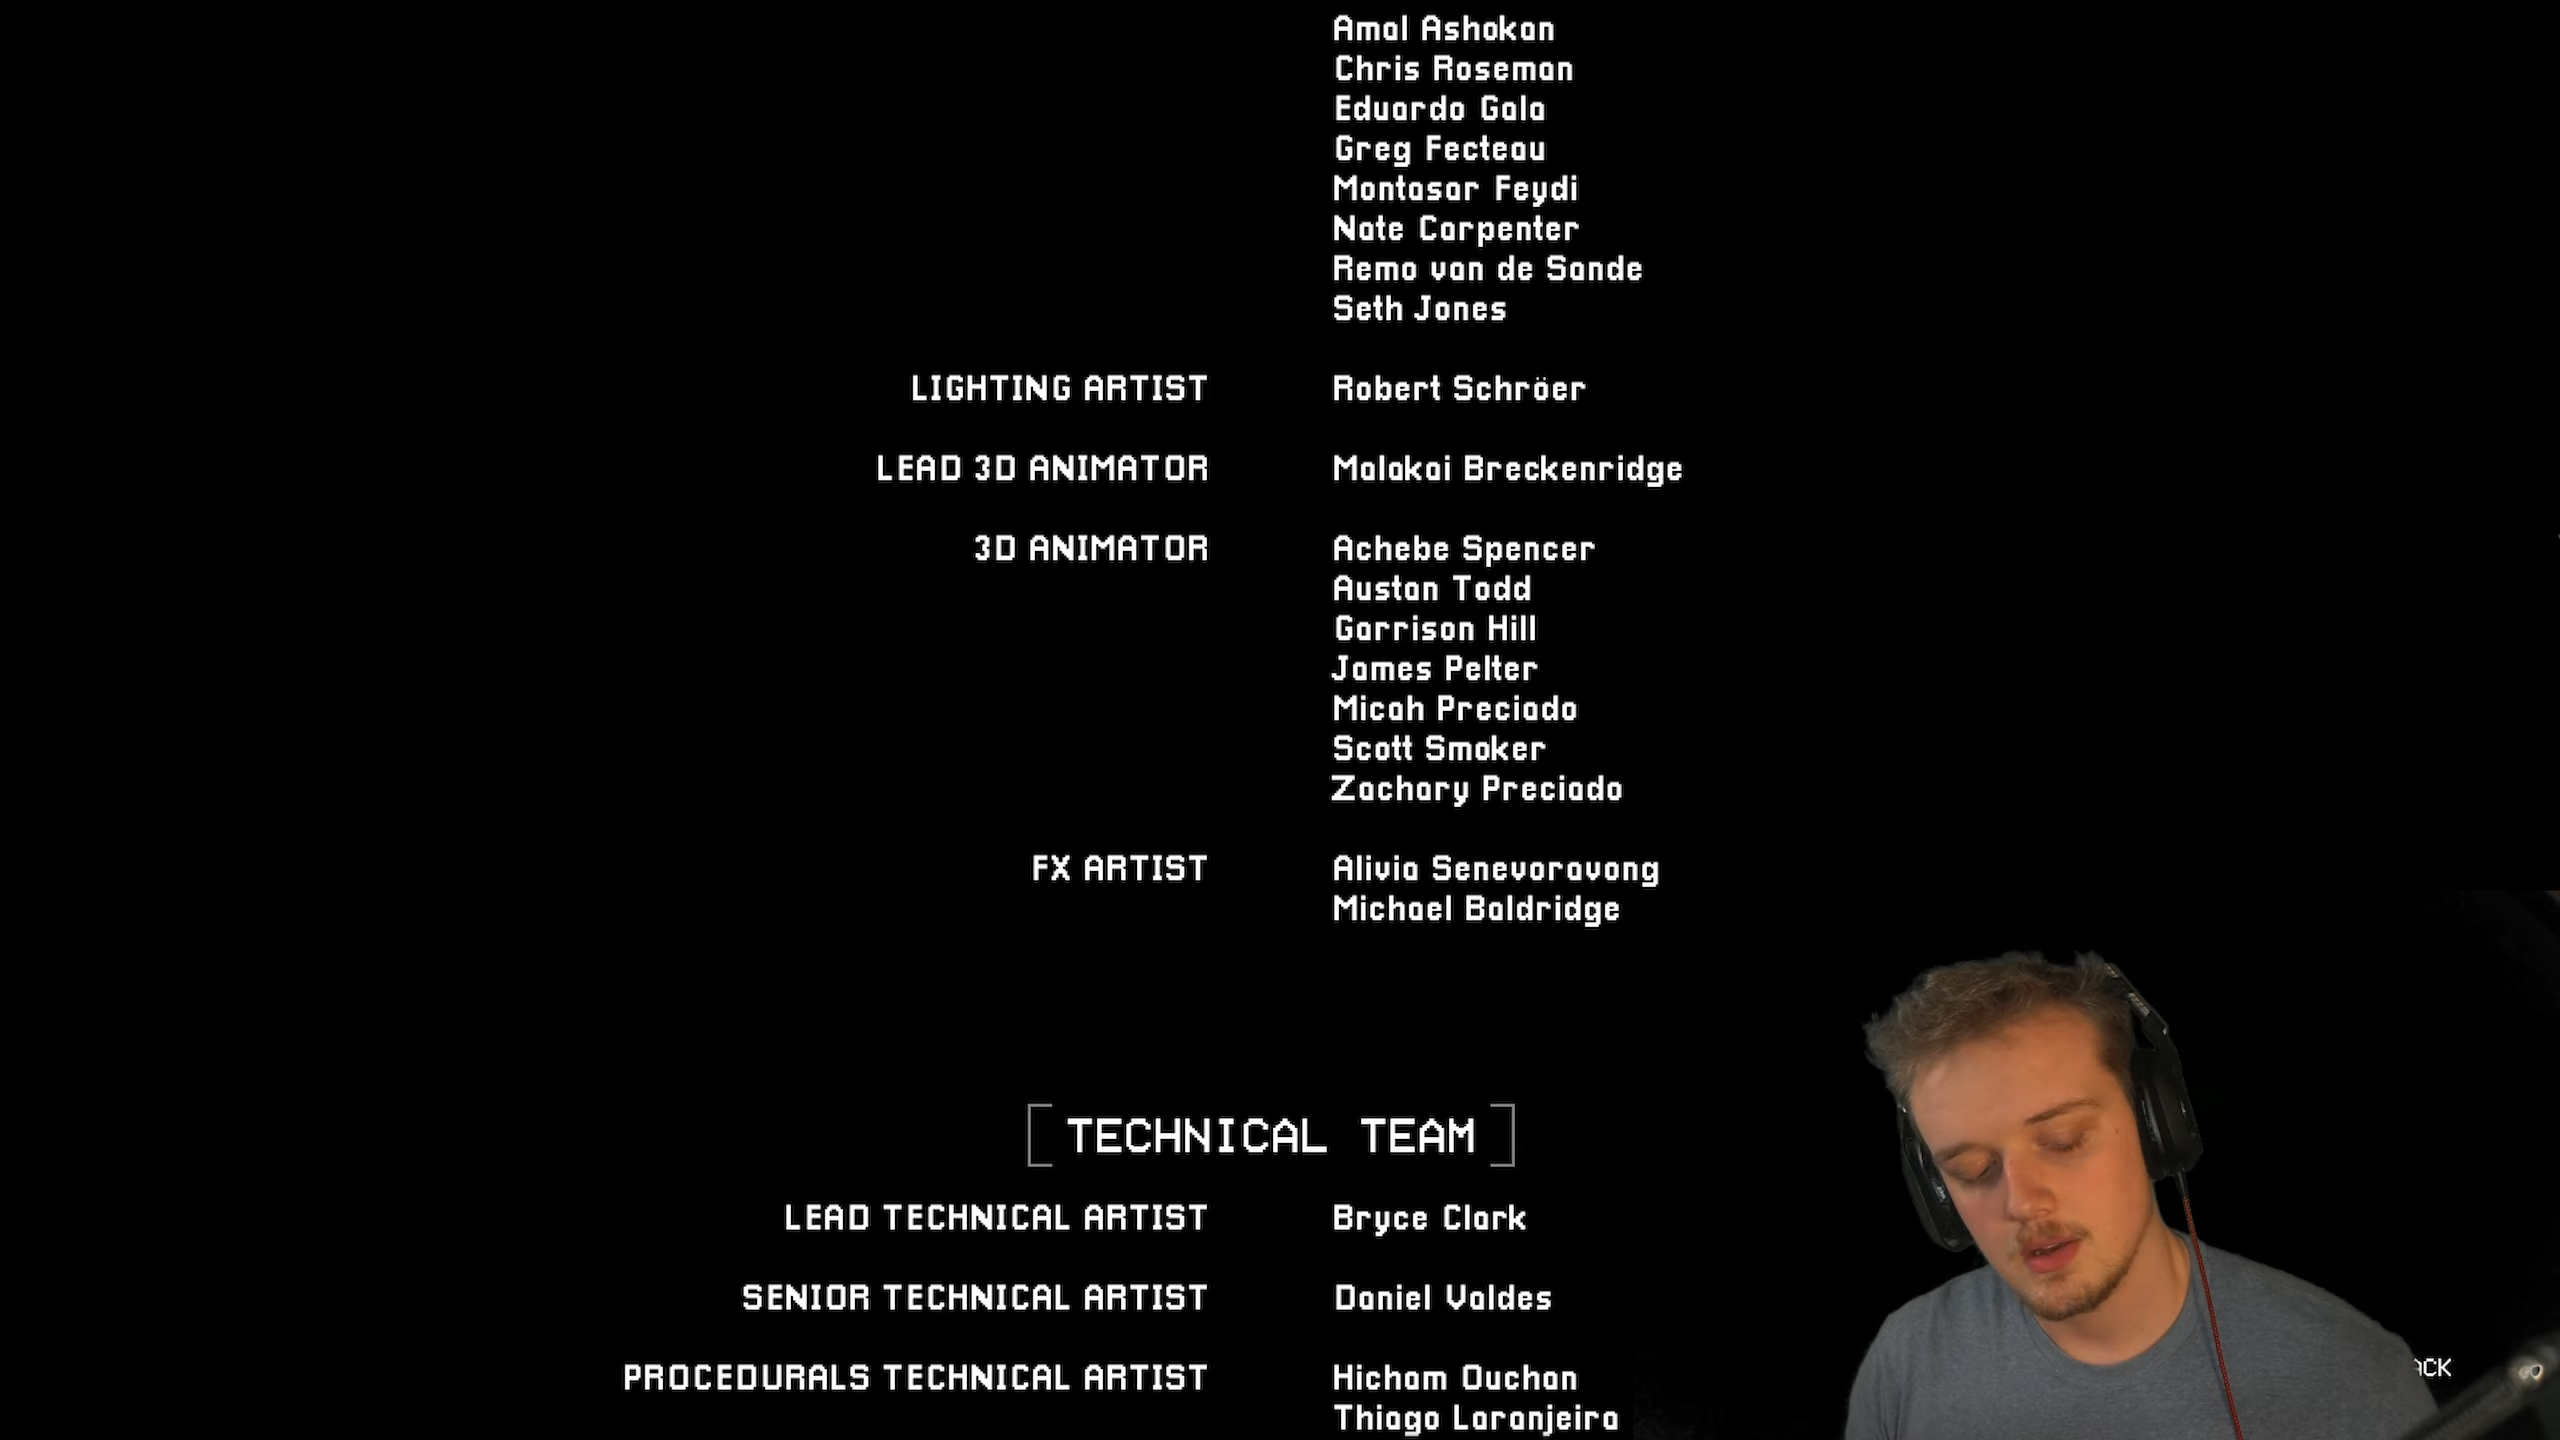 Amal Ashokan
Chris Roseman
Eduardo Gala
Greg Fecteau
Montasar Feydi
Nate Carpenter
Remo van de Sande
Seth Jones
LIGHTING ARTIST Robert Schröer
LEAD 3D ANIMATOR Malakai Breckenridge
3D ANIMATOR Achebe Spencer
Austan Todd
Garrison Hill
James Pelter
Micah Preciado
Scott Smoker
Zachary Preciado
FX ARTIST Alivia Senevoravong
Michael Baldridge
TECHNICAL TEAM
LEAD TECHNICAL ARTIST Bryce Clark
SENIOR TECHNICAL ARTIST Daniel Valdes
PROCEDURALS TECHNICAL ARTIST Hicham Ouchan
Thiago Laranjeira